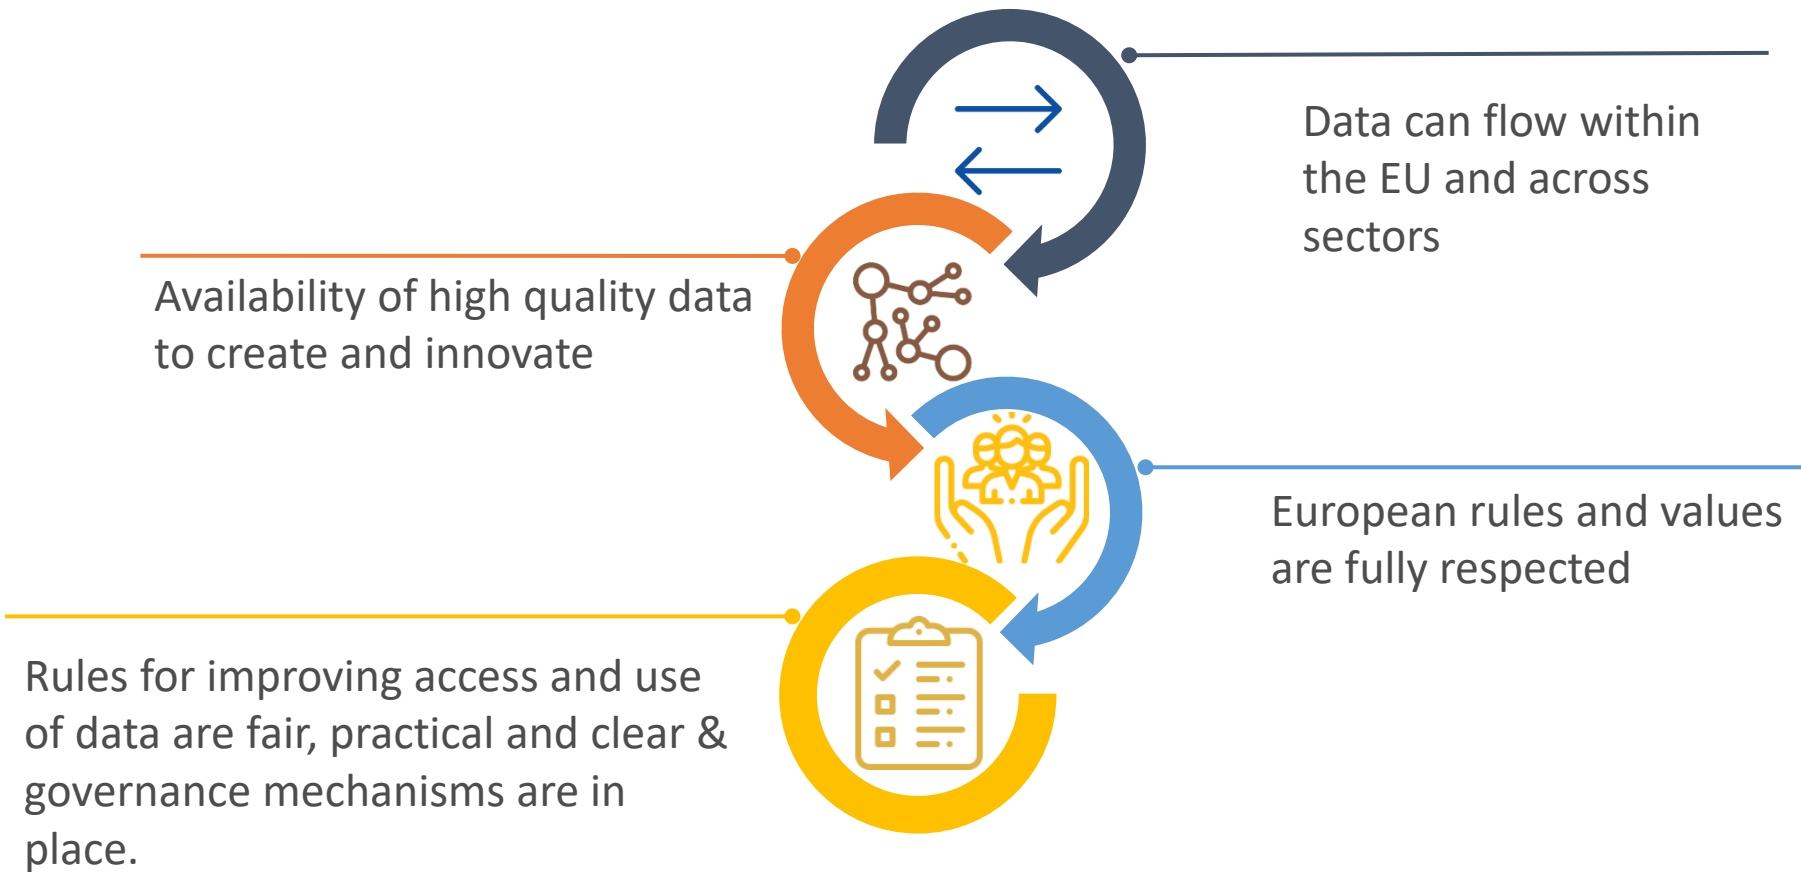 Data can flow within
the EU and across
sectors
Availability of high quality data
to create and innovate
European rules and values
are fully respected
Rules for improving access and use
of data are fair, practical and clear &
governance mechanisms are in
place.